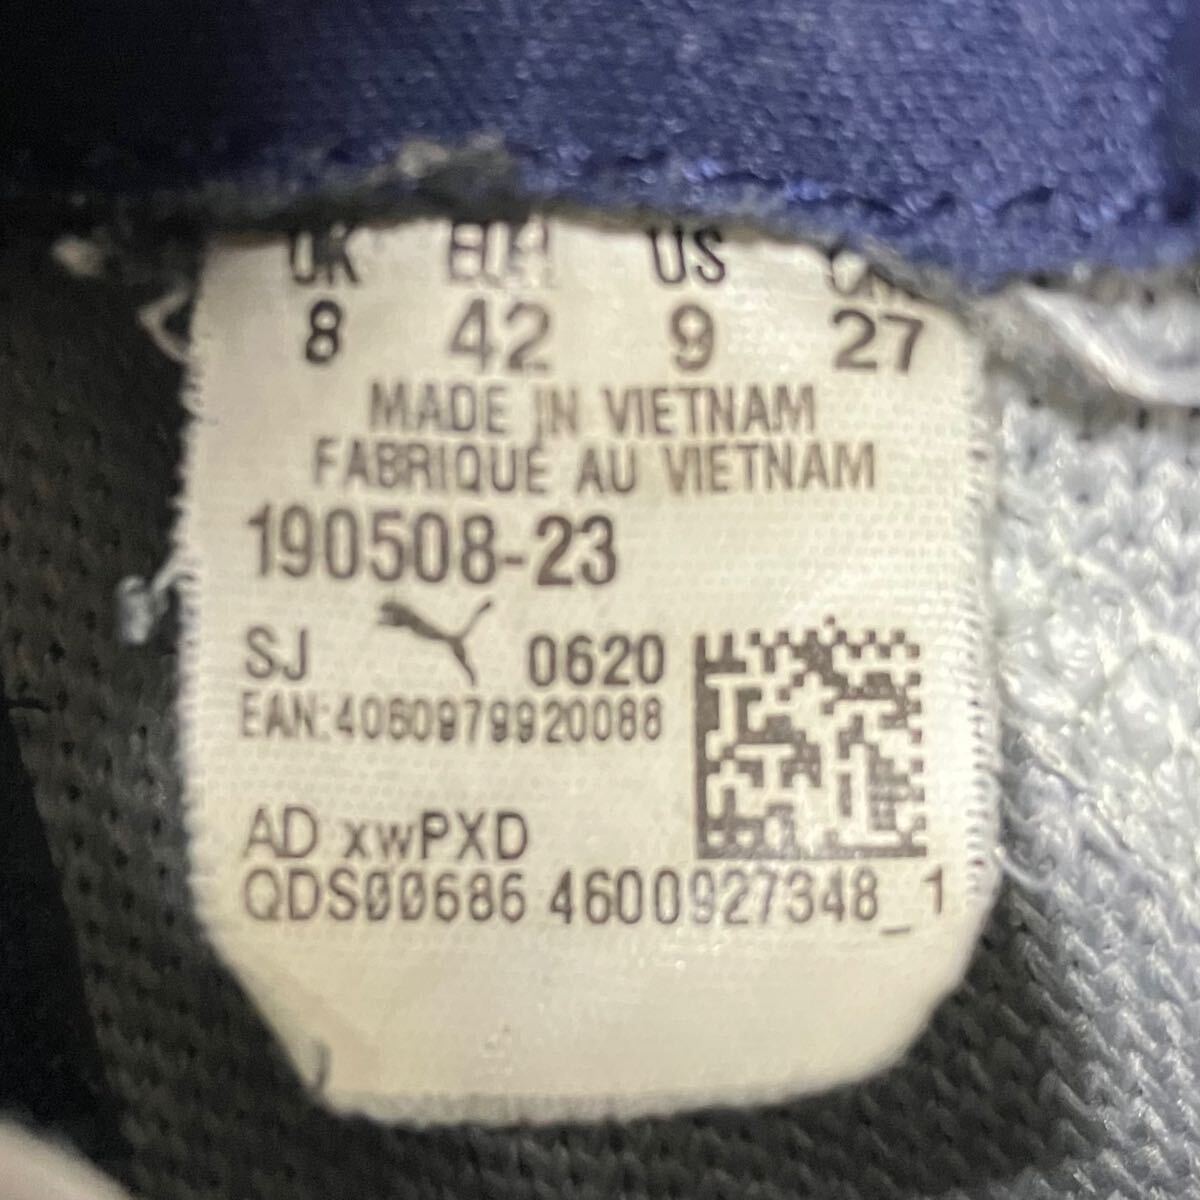 UK EUR US CM
8 42 9 27
MADE IN VIETNAM
FABRIQUE AU VIETNAM
190508-23
SJ 0620
EAN:4060979920088
AD xwPXD
QDS00686 4600927348_1